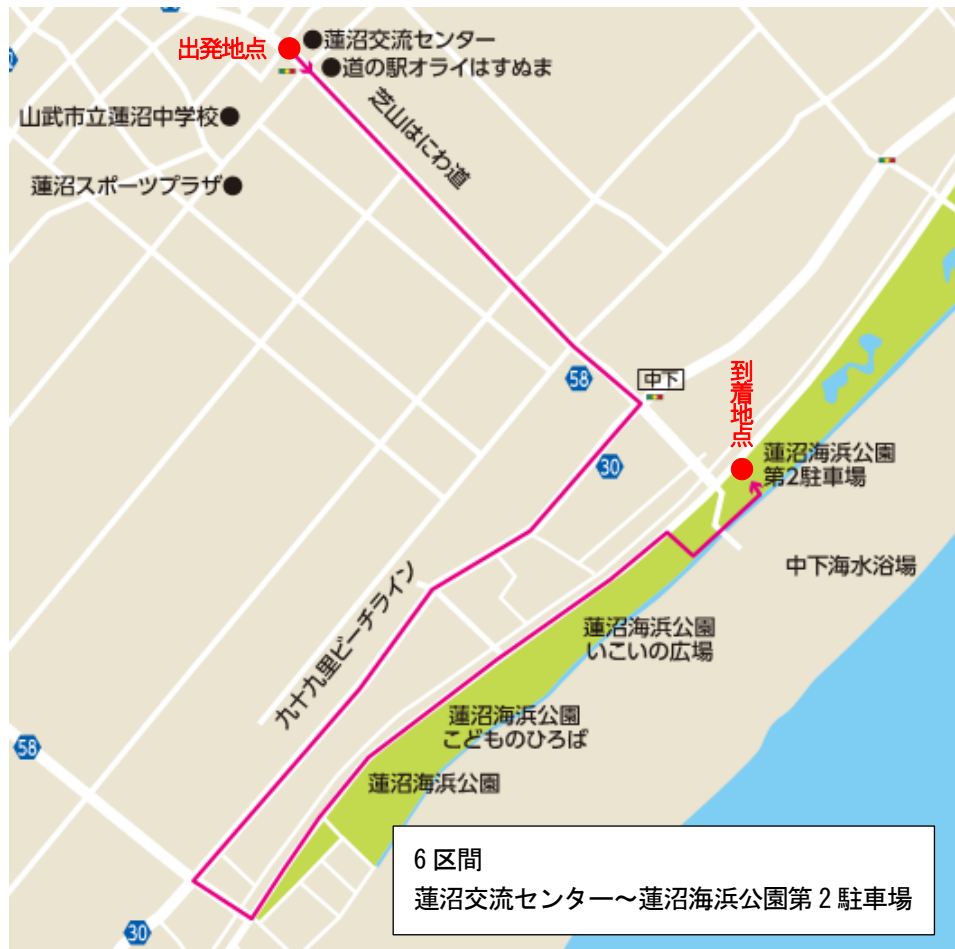 出発地点
●蓮沼交流センター
●道の駅オライはすぬま
山武市立蓮沼中学校●
芝山はにわ道
蓮沼スポーツプラザ●
58
中下
到着地点
蓮沼海浜公園
第2駐車場
30
中下海水浴場
九十九里ビーチライン
蓮沼海浜公園
いこいの広場
蓮沼海浜公園
こどものひろば
58
蓮沼海浜公園
30
6区間
蓮沼交流センター～蓮沼海浜公園第2駐車場